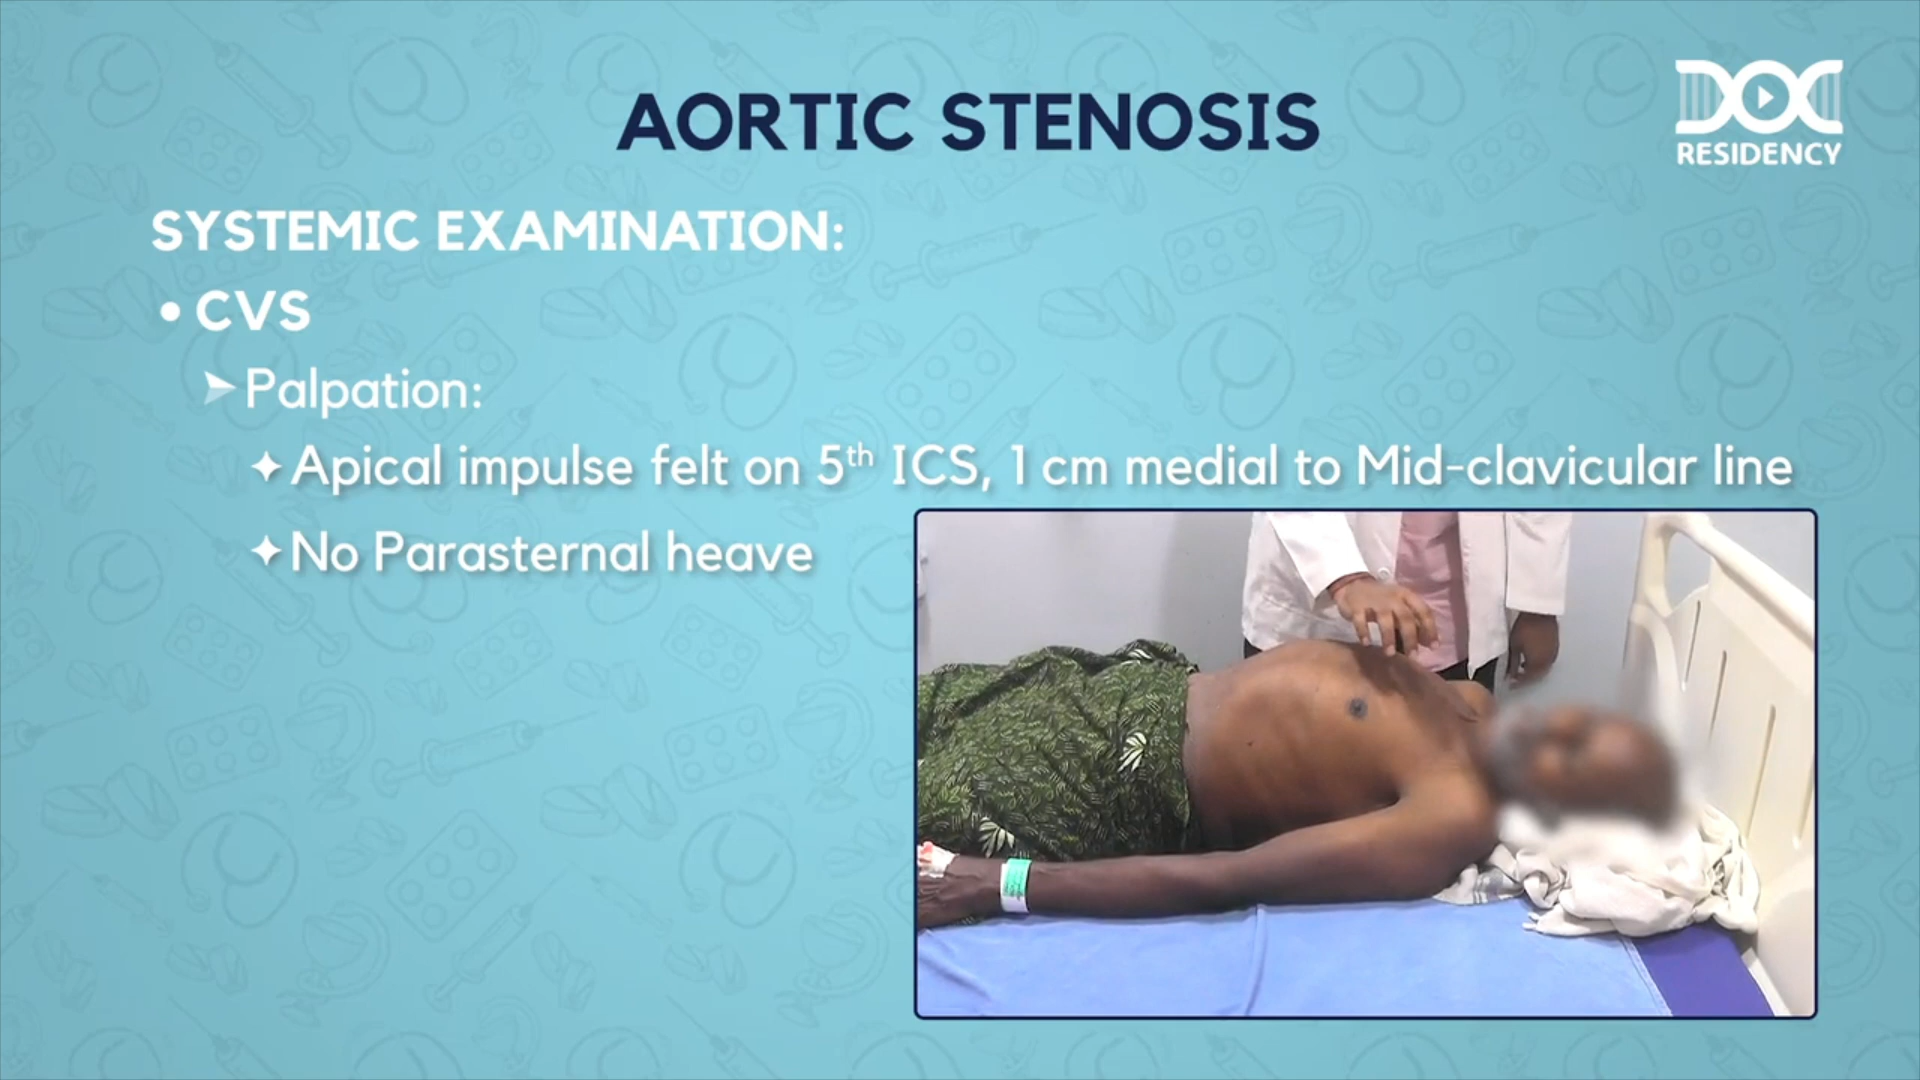 DOC
RESIDENCY
AORTIC STENOSIS
SYSTEMIC EXAMINATION:
• CVS
➤ Palpation:
✦ Apical impulse felt on 5th ICS, 1 cm medial to Mid-clavicular line
✦ No Parasternal heave